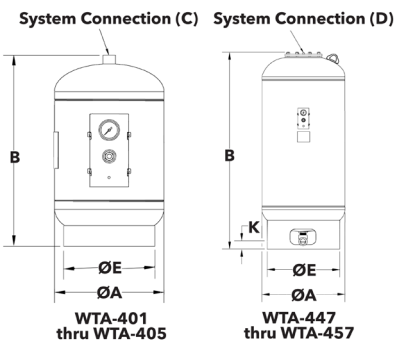 System Connection (C)
System Connection (D)
B
ØE
ØA
WTA-401
thru WTA-405
B
K
ØE
ØA
WTA-447
thru WTA-457